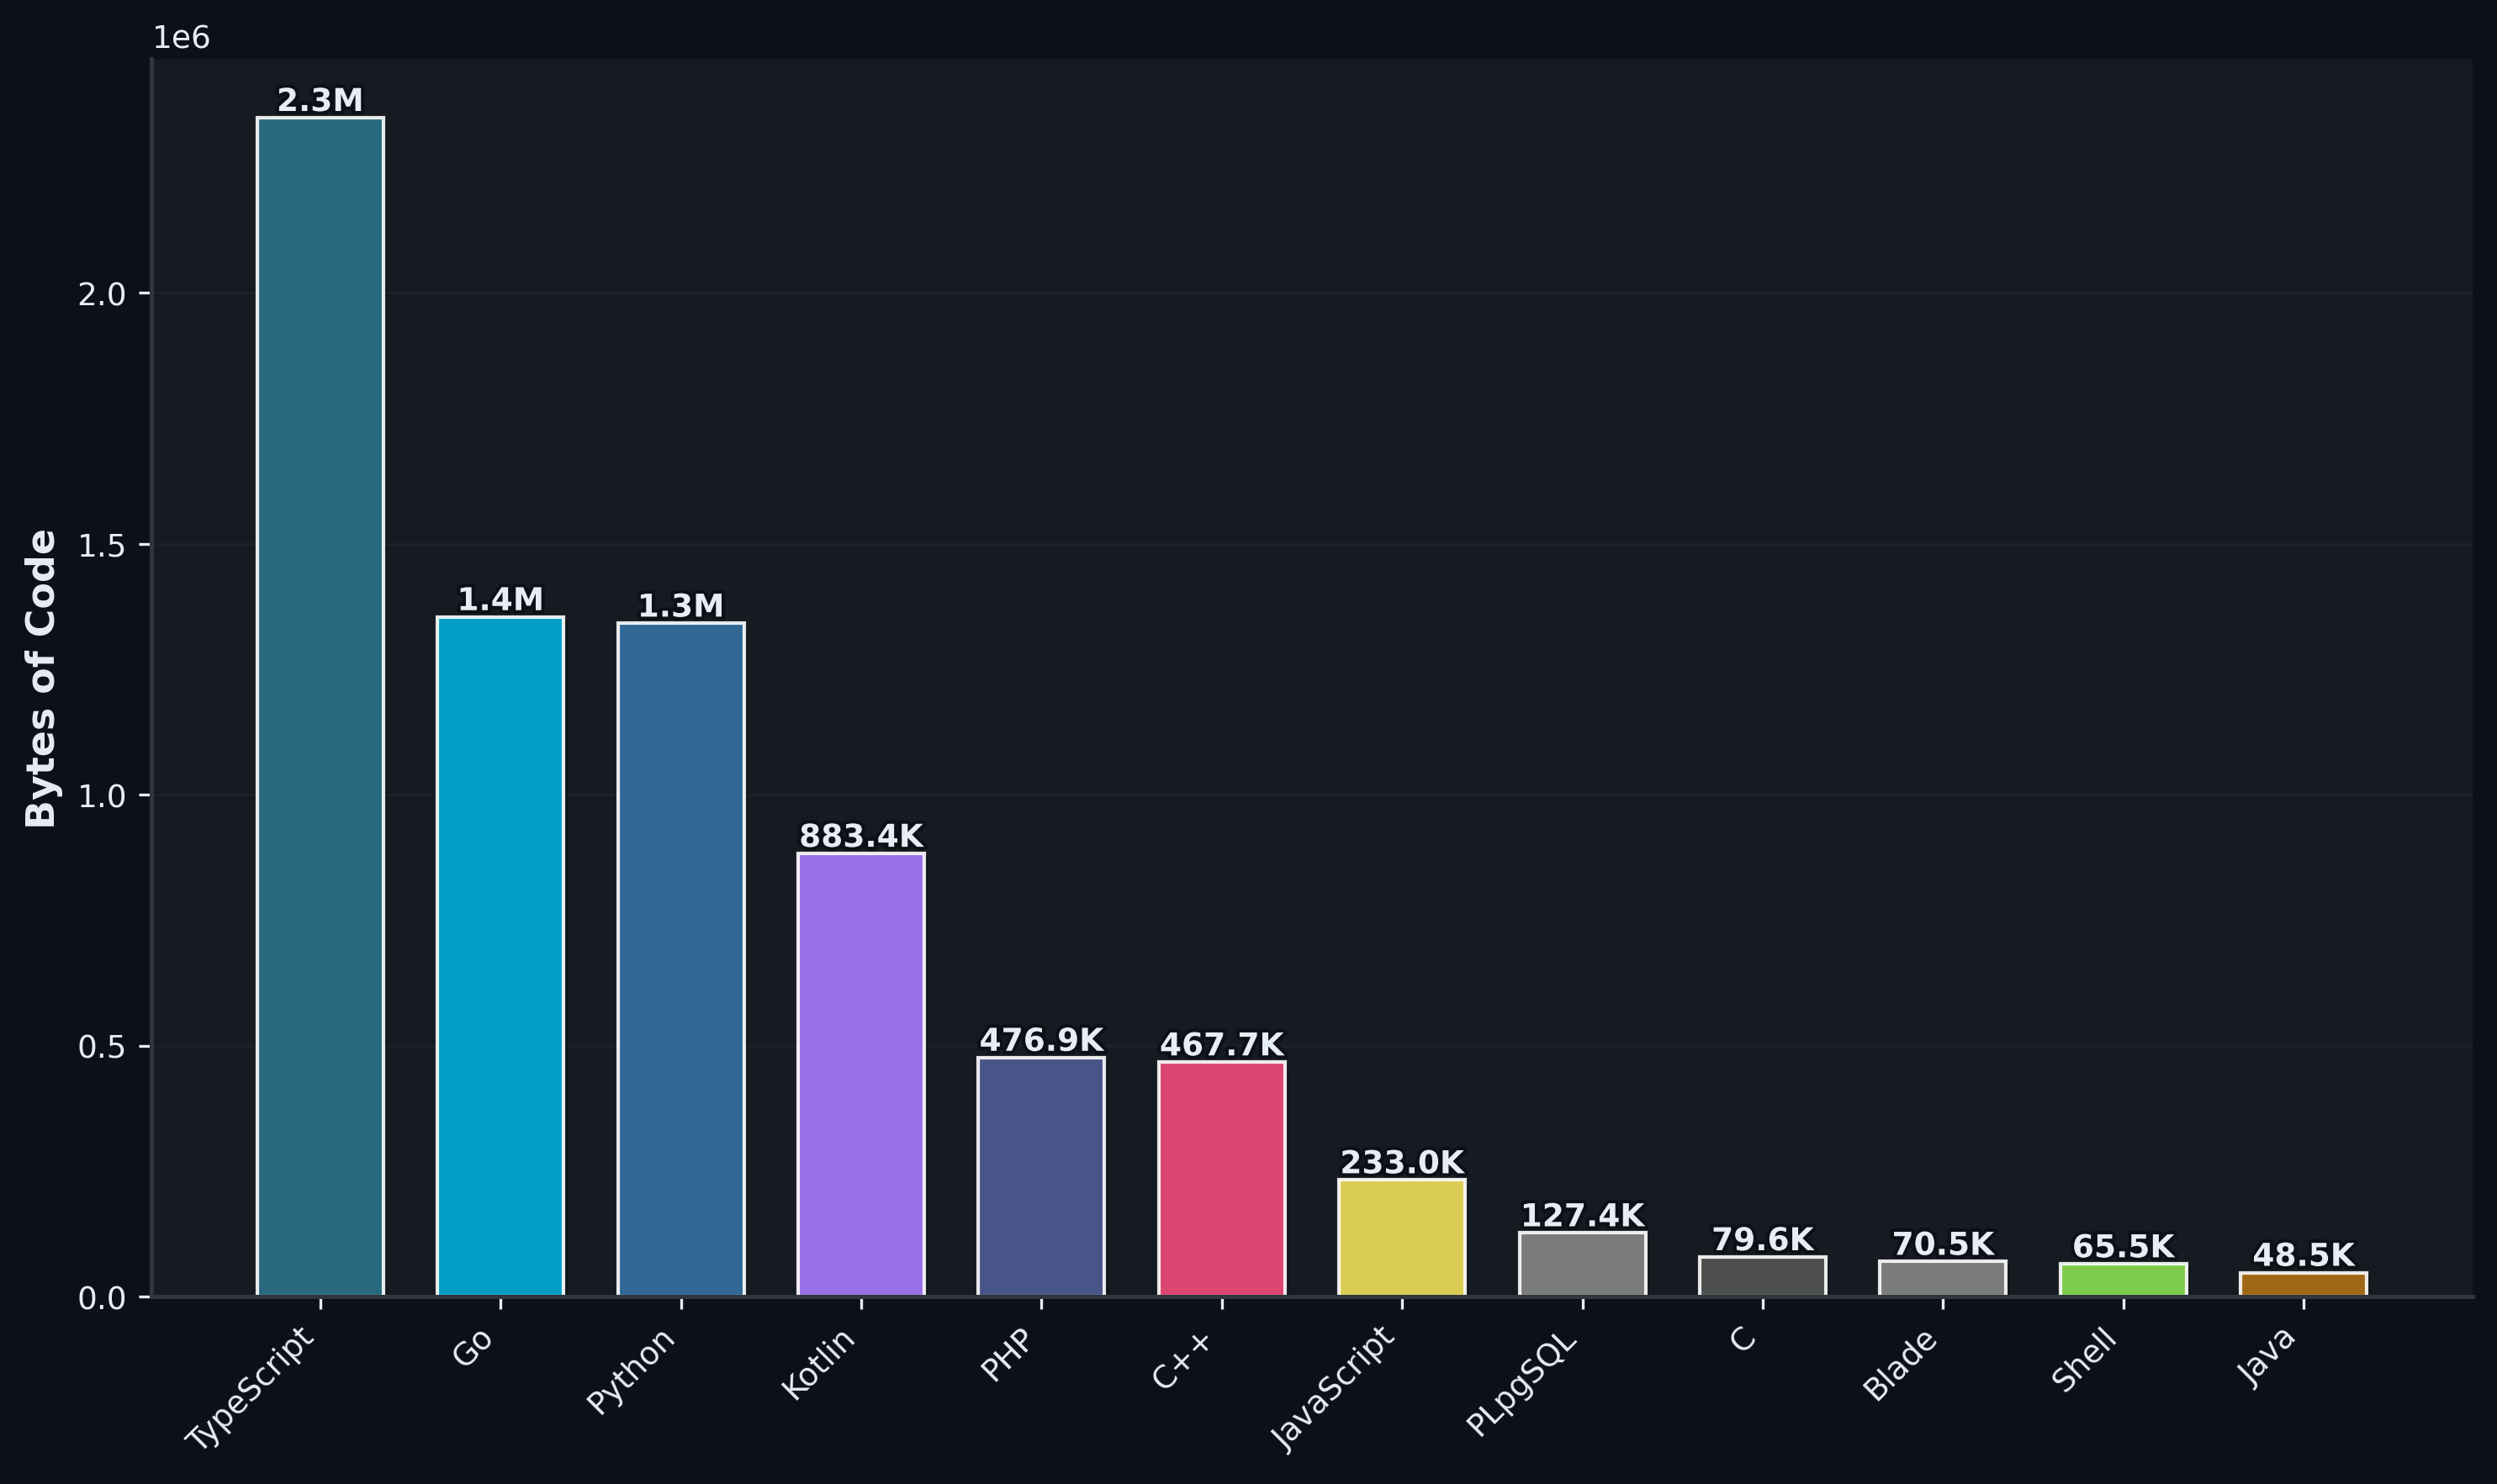 1e6
Bytes of Code
2.0
1.5
1.0
0.5
0.0
2.3M
1.4M
1.3M
883.4K
476.9K
467.7K
233.0K
127.4K
79.6K
70.5K
65.5K
48.5K
TypeScript
Go
Python
Kotlin
PHP
C++
JavaScript
PLpgSQL
C
Blade
Shell
Java